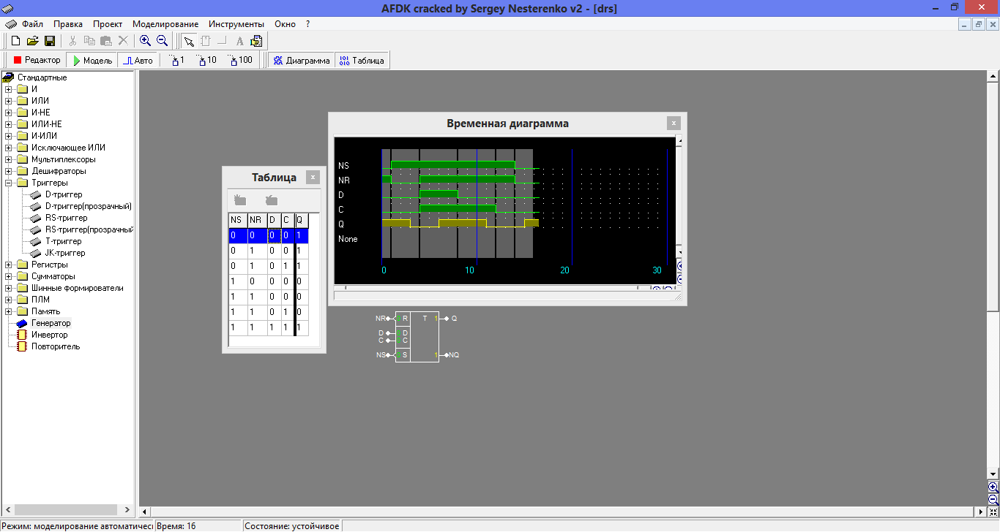 AFDK cracked by Sergey Nesterenko v2 - [drs]
Файл Правка Проект Моделирование Инструменты Окно ?
Редактор Модель Авто 1 10 100 Диаграмма Таблица
Стандартные
И
ИЛИ
И-НЕ
ИЛИ-НЕ
И-ИЛИ
Исключающее ИЛИ
Мультиплексоры
Дешифраторы
Триггеры
D-триггер
D-триггер(прозрачный)
RS-триггер
RS-триггер(прозрачный
Т-триггер
JK-триггер
Регистры
Сумматоры
Шинные формирователи
ПЛМ
Память
Генератор
Инвертор
Повторитель
Таблица
NS NR D C Q
0 0 0 0 1
0 1 0 0 1
0 1 0 1 1
1 0 0 0 0
1 1 0 0 0
1 1 0 1 0
1 1 1 1 1
Временная диаграмма
NS
NR
D
C
Q
None
0 10 20 30
NR 0 R T 1 Q
D 0 D
C 0 C
NS 0 S 1 NQ
Режим: моделирование автоматичес Время: 16 Состояние: устойчивое